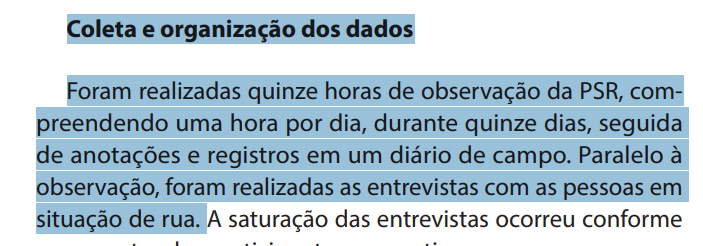 Coleta e organização dos dados
Foram realizadas quinze horas de observação da PSR, com-
preendendo uma hora por dia, durante quinze dias, seguida
de anotações e registros em um diário de campo. Paralelo à
observação, foram realizadas as entrevistas com as pessoas em
situação de rua. A saturação das entrevistas ocorreu conforme